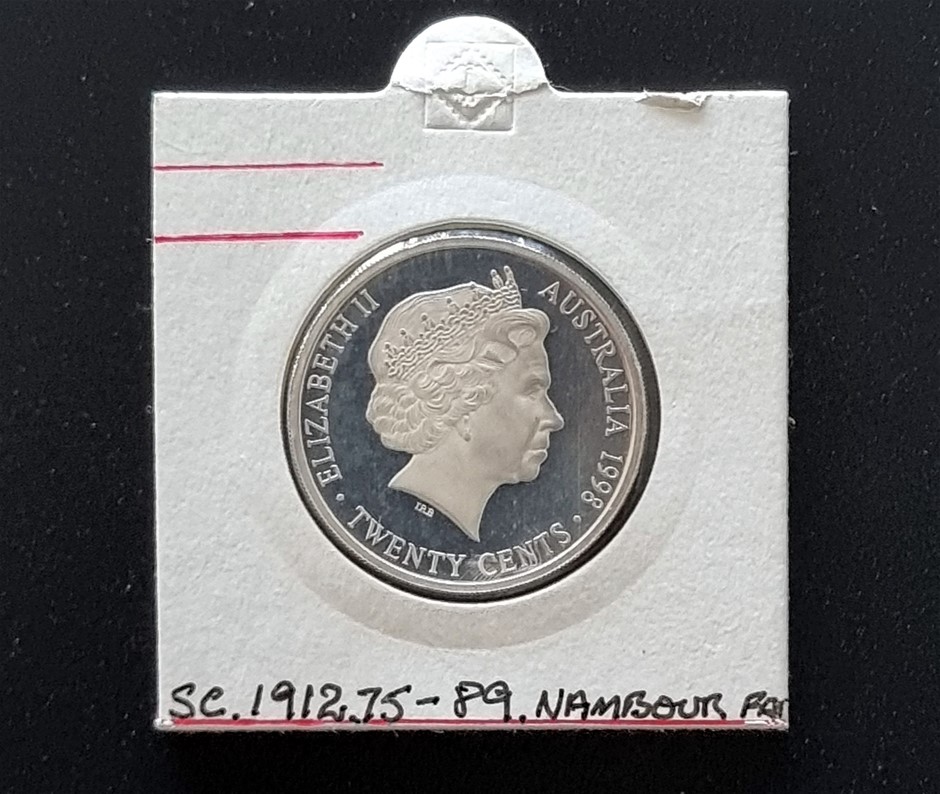 ELIZABETH II
AUSTRALIA 1998
IRB
TWENTY CENTS
SC. 1912.75-89. NAMBOUR